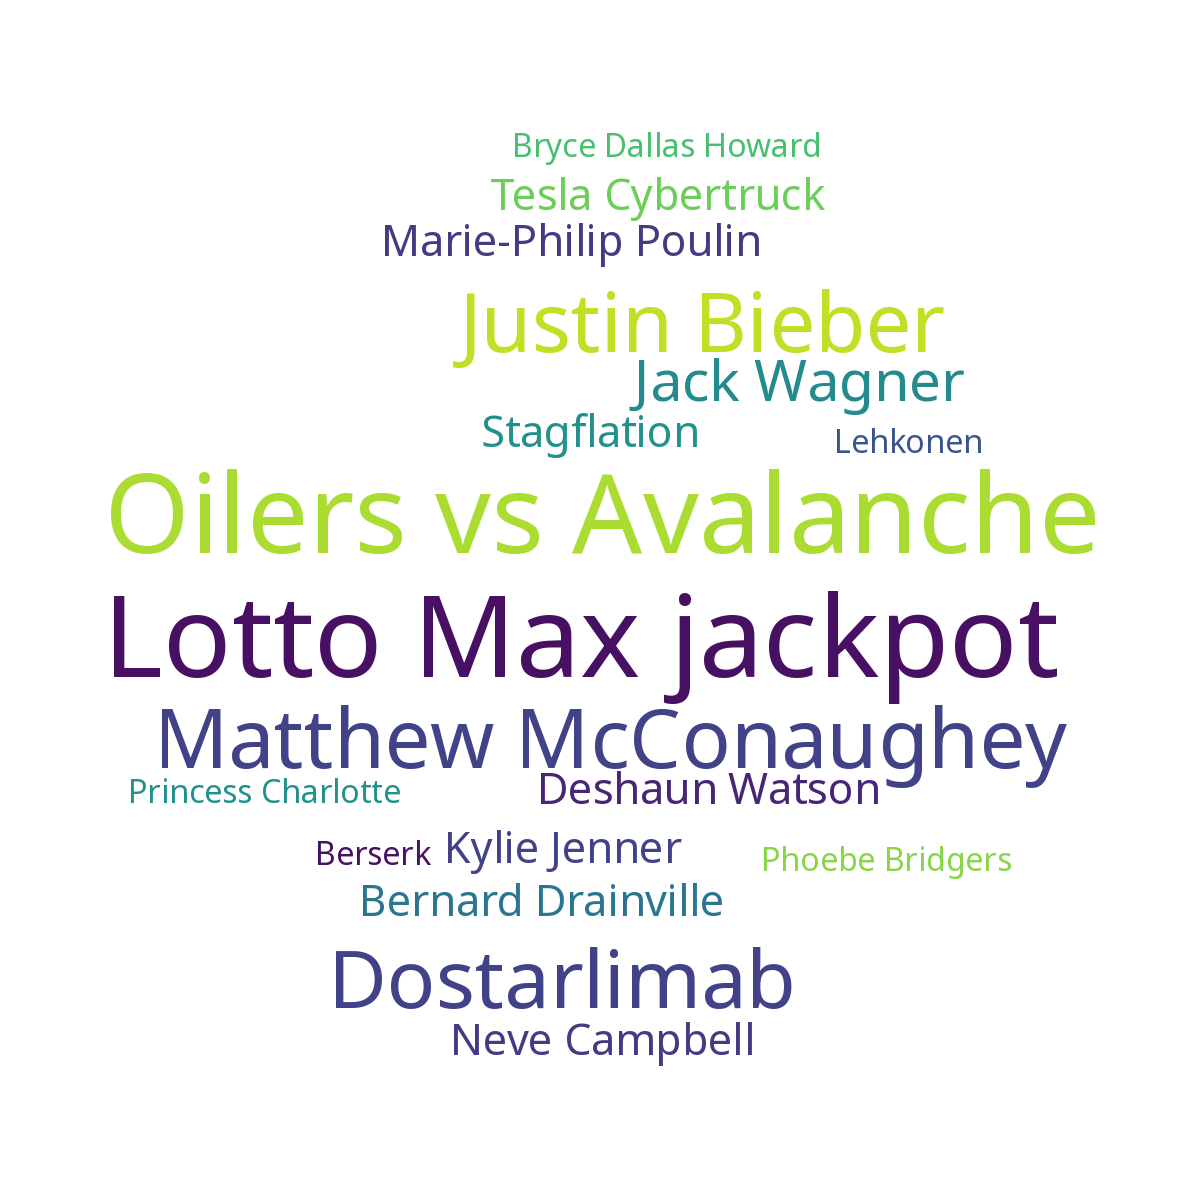 Bryce Dallas Howard
Tesla Cybertruck
Marie-Philip Poulin
Justin Bieber
Jack Wagner
Stagflation
Lehkonen
Oilers vs Avalanche
Lotto Max jackpot
Matthew McConaughey
Princess Charlotte
Deshaun Watson
Berserk
Kylie Jenner
Phoebe Bridgers
Bernard Drainville
Dostarlimab
Neve Campbell